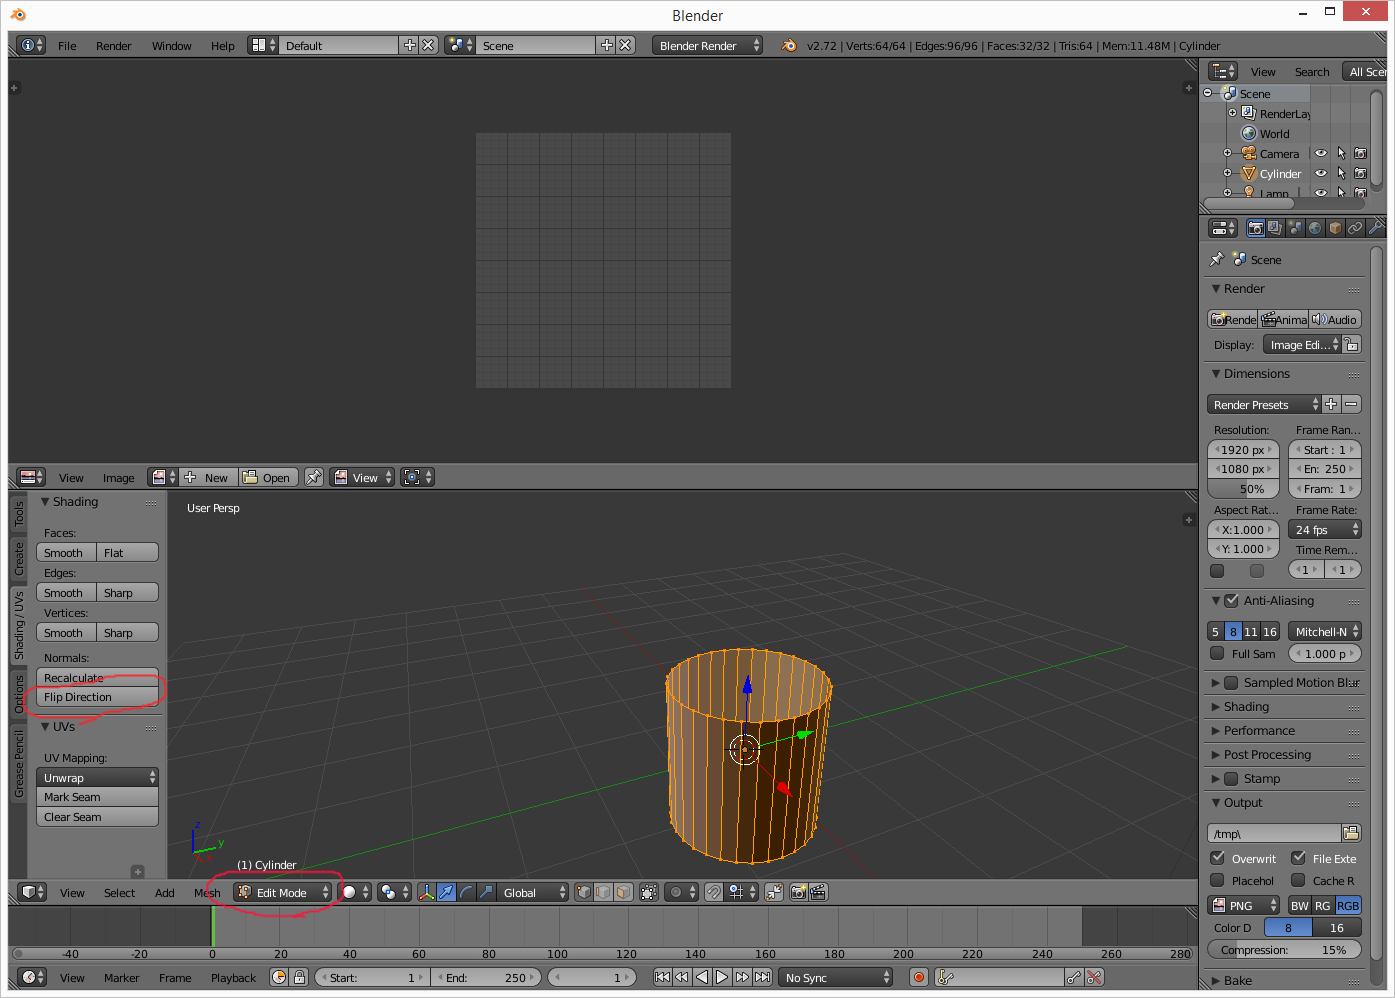 Blender
File Render Window Help Default Scene Blender Render v2.72 | Verts:64/64 | Edges:96/96 | Faces:32/32 | Tris:64 | Mem:11.48M | Cylinder
View Search All Scer
Scene
RenderLay
World
Camera
Cylinder
Lamp
Scene
Render
Rende Anima Audio
Display: Image Edi...
Dimensions
Render Presets
Resolution: Frame Ran...
1920 px Start : 1
1080 px En: 250
50% Fram: 1
Aspect Rat... Frame Rate:
X:1.000 24 fps
Y: 1.000 Time Rem...
1 1
Anti-Aliasing
5 8 11 16 Mitchell-N
Full Sam 1.000 p
Sampled Motion Blur
Shading
Performance
Post Processing
Stamp
Output
/tmp\
Overwrit File Exte
Placehol Cache R
PNG BW RG RGB
Color D 8 16
Compression: 15%
Bake
View Image New Open View
Tools
Create
Shading / UVs
Options
Grease Pencil
Shading
Faces:
Smooth Flat
Edges:
Smooth Sharp
Vertices:
Smooth Sharp
Normals:
Recalculate
Flip Direction
UVs
UV Mapping:
Unwrap
Mark Seam
Clear Seam
User Persp
z
y
x
(1) Cylinder
View Select Add Mesh Edit Mode Global
-40 -20 0 20 40 60 80 100 120 140 160 180 200 220 240 260 280
View Marker Frame Playback Start: 1 End: 250 1 No Sync